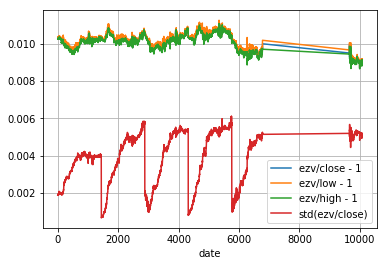 0.010
0.008
0.006
0.004
0.002
0
2000
4000
6000
8000
10000
date
ezv/close - 1
ezv/low - 1
ezv/high - 1
std(ezv/close)